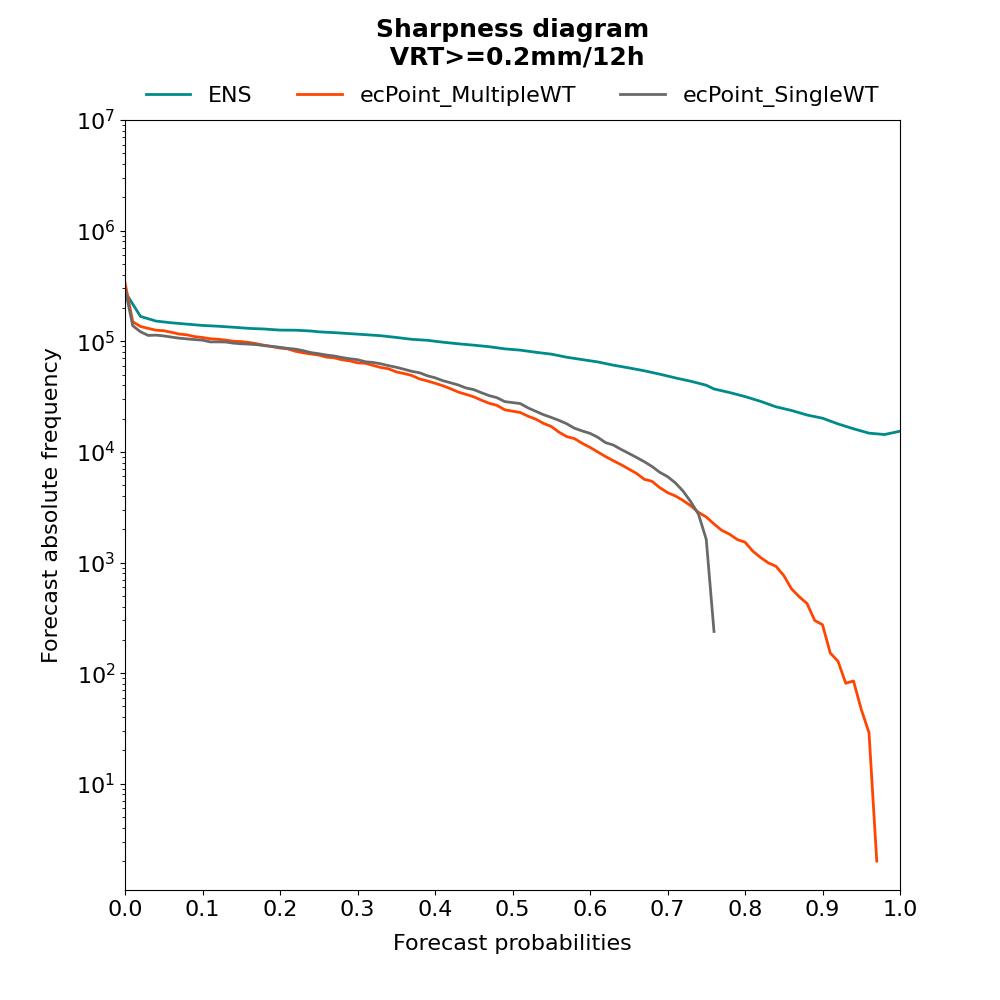 Sharpness diagram
VRT>=0.2mm/12h
ENS ecPoint_MultipleWT ecPoint_SingleWT
10⁷
10⁶
10⁵
10⁴
10³
10²
10¹
Forecast absolute frequency
0.0 0.1 0.2 0.3 0.4 0.5 0.6 0.7 0.8 0.9 1.0
Forecast probabilities